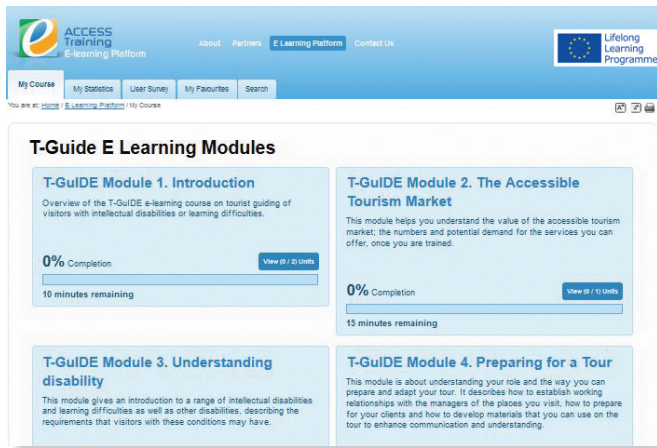 ACCESS
Training
E-learning Platform
About Partners E Learning Platform Contact Us
Lifelong
Learning
Programme
My Course My Statistics User Survey My Favourites Search
You are at: Home / E Learning Platform / My Course
T-Guide E Learning Modules
T-GuIDE Module 1. Introduction
Overview of the T-GuIDE e-learning course on tourist guiding of
visitors with intellectual disabilities or learning difficulties.
0% Completion
View (0 / 2) Units
10 minutes remaining
T-GuIDE Module 2. The Accessible
Tourism Market
This module helps you understand the value of the accessible tourism
market; the numbers and potential demand for the services you can
offer, once you are trained.
0% Completion
View (0 / 1) Units
15 minutes remaining
T-GuIDE Module 3. Understanding
disability
This module gives an introduction to a range of intellectual disabilities
and learning difficulties as well as other disabilities, describing the
requirements that visitors with these conditions may have.
T-GuIDE Module 4. Preparing for a Tour
This module is about understanding your role and the way you can
prepare and adapt your tour. It describes how to establish working
relationships with the managers of the places you visit, how to prepare
for your clients and how to develop materials that you can use on the
tour to enhance communication and understanding.